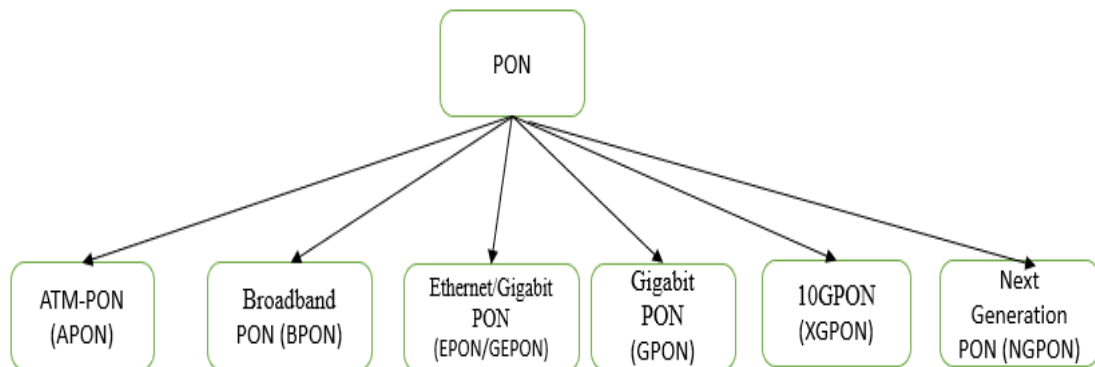 PON
ATM-PON
(APON)
Broadband
PON (BPON)
Ethernet/Gigabit
PON
(EPON/GEPON)
Gigabit
PON
(GPON)
10GPON
(XGPON)
Next
Generation
PON (NGPON)